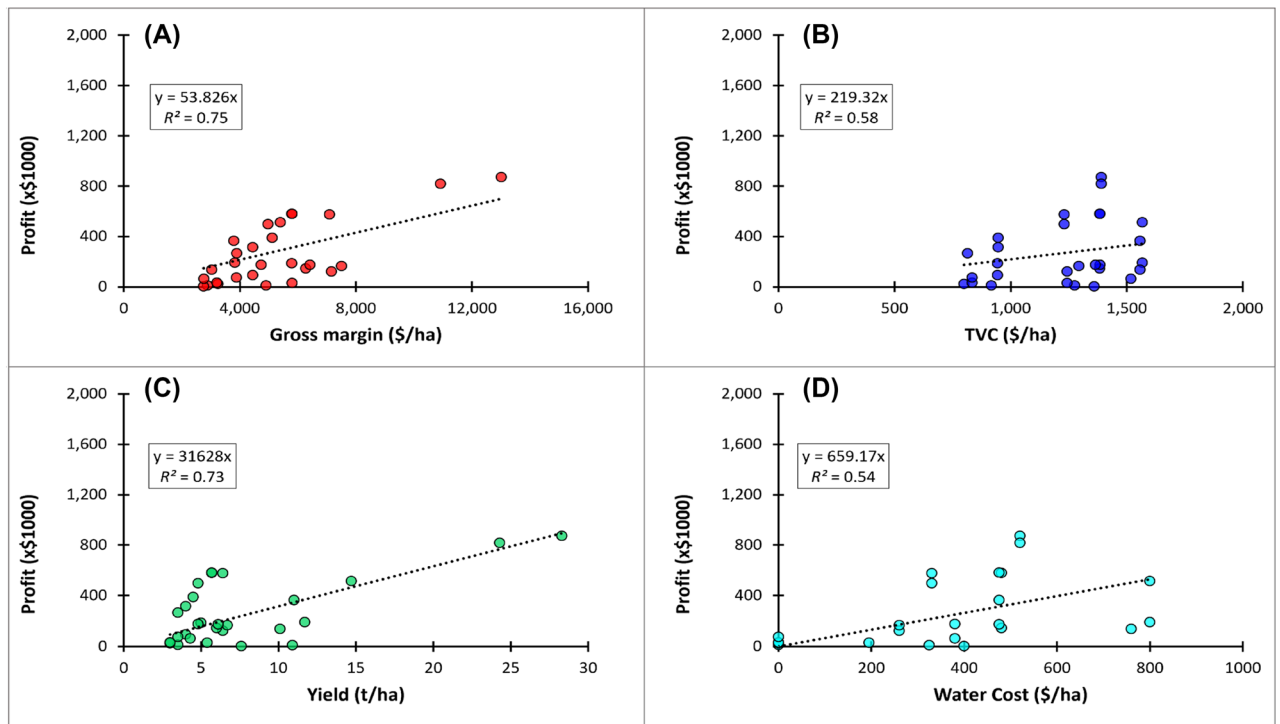 (A)
2,000
1,600
1,200
800
400
0
Profit (x$1000)
y = 53.826x
R² = 0.75
0 4,000 8,000 12,000 16,000
Gross margin ($/ha)
(B)
2,000
1,600
1,200
800
400
0
Profit (x$1000)
y = 219.32x
R² = 0.58
0 500 1,000 1,500 2,000
TVC ($/ha)
(C)
2,000
1,600
1,200
800
400
0
Profit (x$1000)
y = 31628x
R² = 0.73
0 5 10 15 20 25 30
Yield (t/ha)
(D)
2,000
1,600
1,200
800
400
0
Profit (x$1000)
y = 659.17x
R² = 0.54
0 200 400 600 800 1000
Water Cost ($/ha)